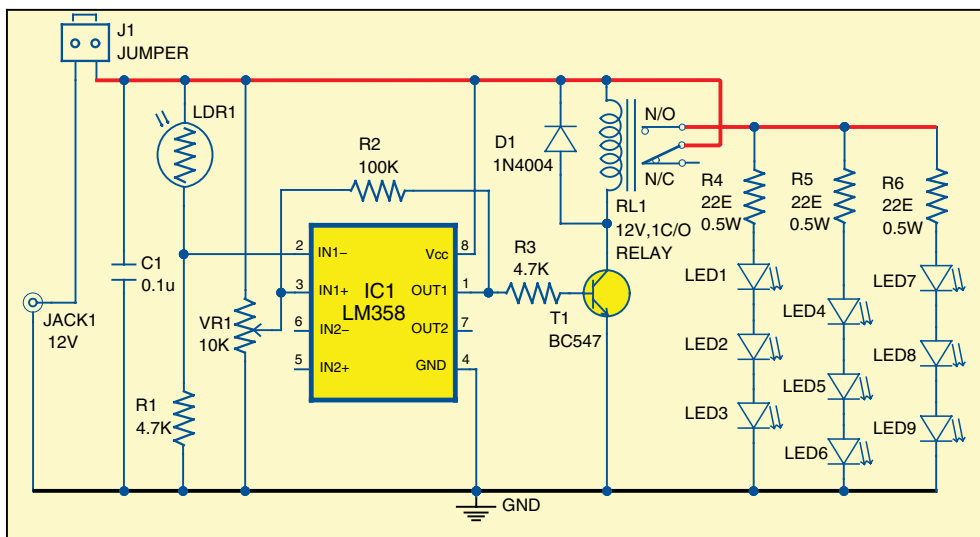 J1
JUMPER
LDR1
R2
100K
D1
1N4004
N/O
N/C
RL1
12V,1C/O
RELAY
R4
22E
0.5W
R5
22E
0.5W
R6
22E
0.5W
C1
0.1u
2
IN1−
3
IN1+
6
IN2−
5
IN2+
IC1
LM358
Vcc
8
OUT1
1
OUT2
7
GND
4
R3
4.7K
T1
BC547
JACK1
12V
VR1
10K
R1
4.7K
LED1
LED2
LED3
LED4
LED5
LED6
LED7
LED8
LED9
GND